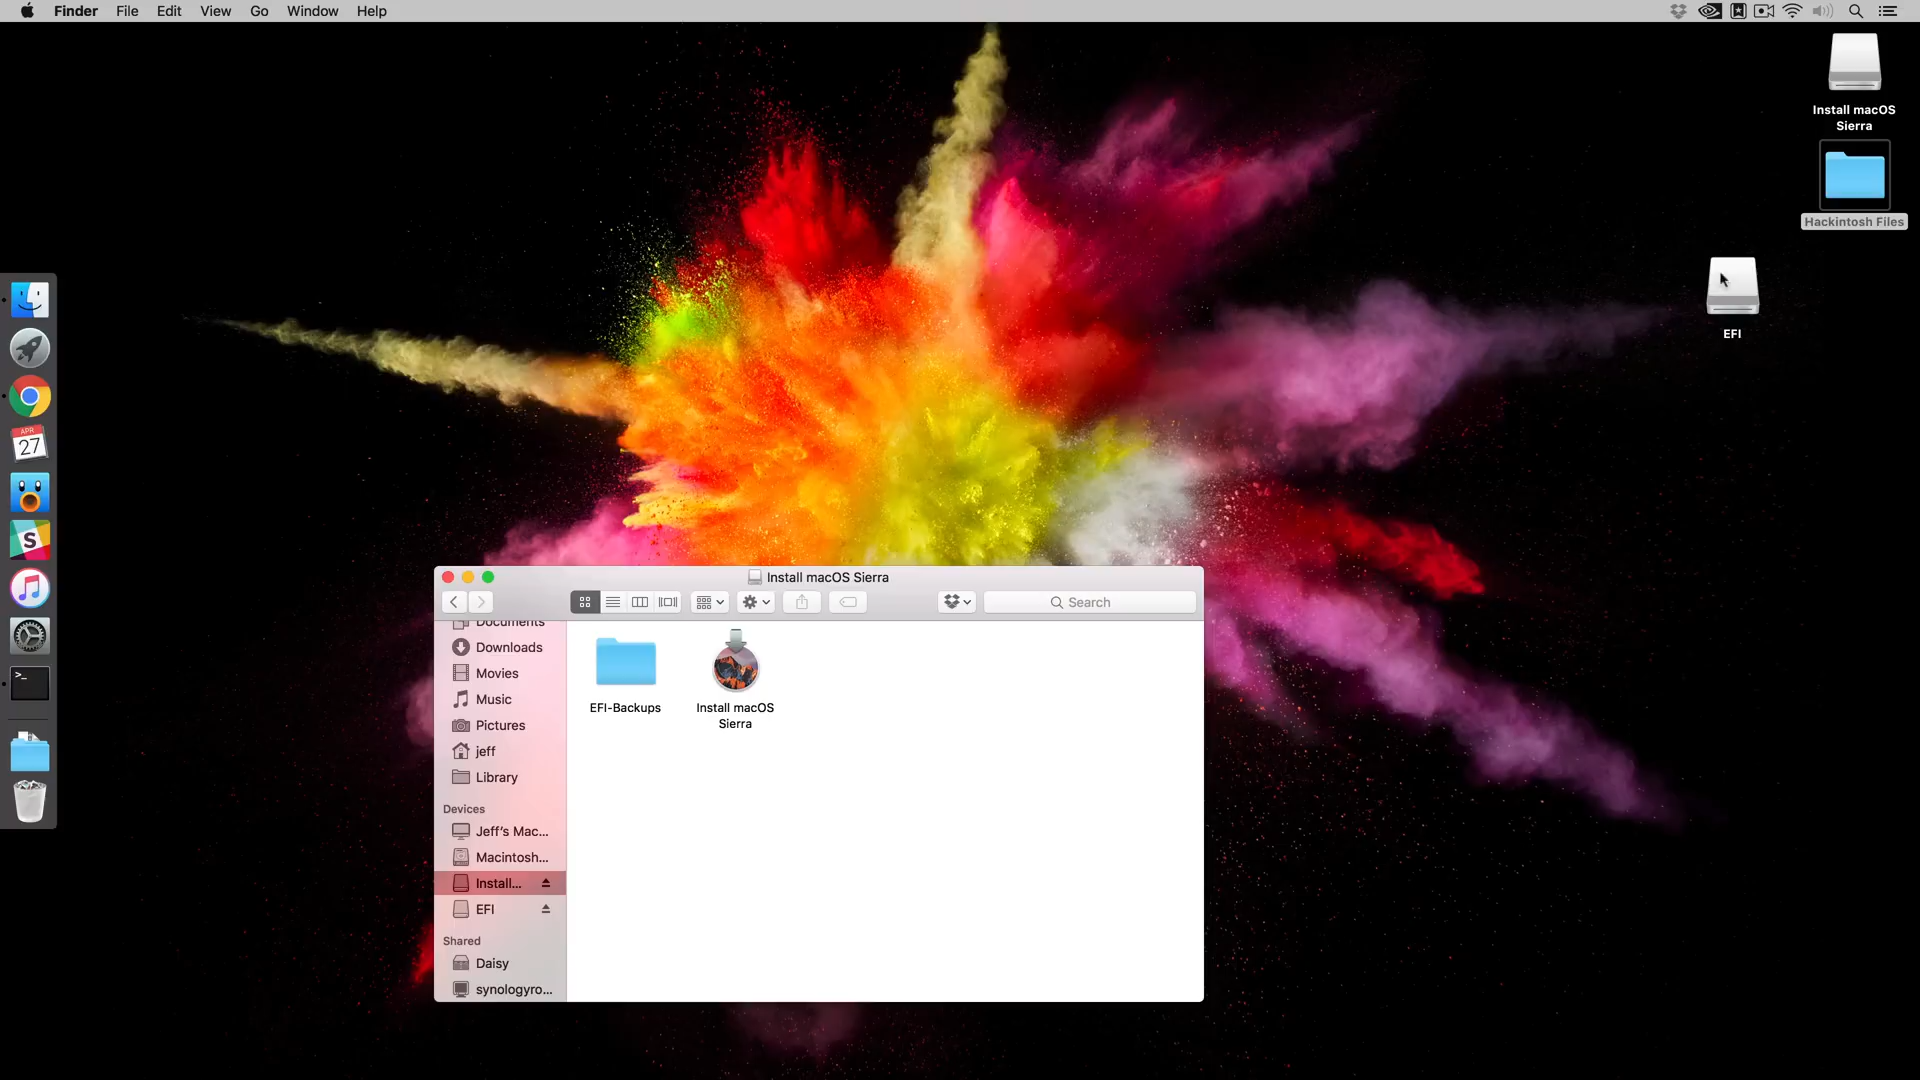 Finder File Edit View Go Window Help
Install macOS
Sierra
Hackintosh Files
EFI
APR
27
S
>_
Install macOS Sierra
Search
Documents
Downloads
Movies
Music
Pictures
jeff
Library
Devices
Jeff's Mac...
Macintosh...
Install...
EFI
Shared
Daisy
synologyro...
EFI-Backups
Install macOS
Sierra